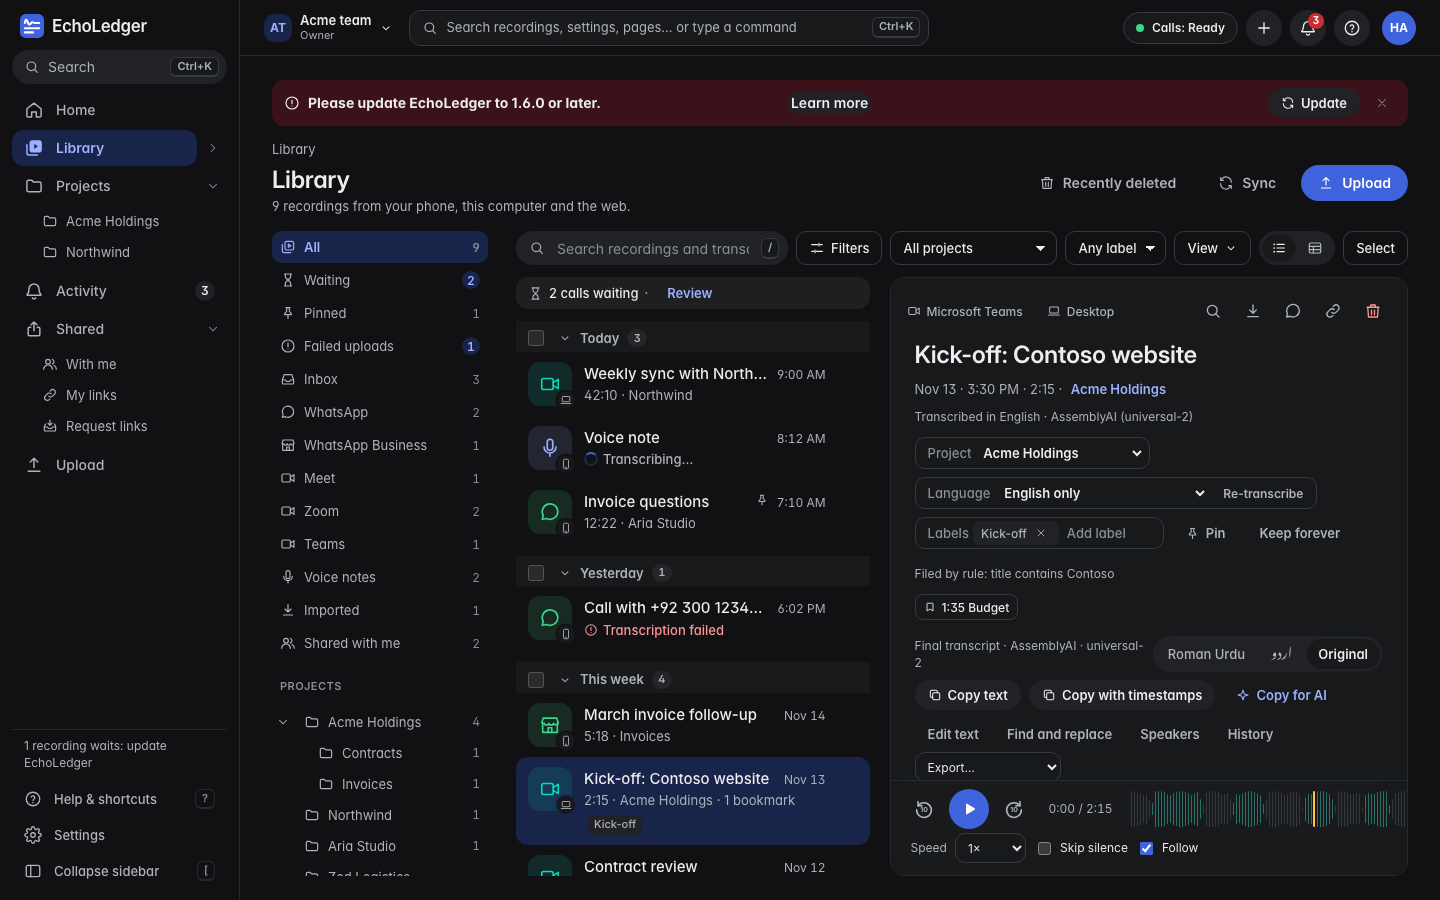 EchoLedger
Search Ctrl+K
Home
Library
Projects
Acme Holdings
Northwind
Activity 3
Shared
With me
My links
Request links
Upload
1 recording waits: update
EchoLedger
Help & shortcuts ?
Settings
Collapse sidebar [
AT Acme team
Owner
Search recordings, settings, pages... or type a command Ctrl+K
Calls: Ready
3
HA
Please update EchoLedger to 1.6.0 or later. Learn more Update
Library
Library
9 recordings from your phone, this computer and the web.
Recently deleted Sync Upload
All 9
Waiting 2
Pinned 1
Failed uploads 1
Inbox 3
WhatsApp 2
WhatsApp Business 1
Meet 1
Zoom 2
Teams 1
Voice notes 2
Imported 1
Shared with me 2
PROJECTS
Acme Holdings 4
Contracts 1
Invoices 1
Northwind 1
Aria Studio 1
Zed Logistics
Search recordings and transc /
Filters All projects Any label View Select
2 calls waiting · Review
Today 3
Weekly sync with North... 9:00 AM
42:10 · Northwind
Voice note 8:12 AM
Transcribing...
Invoice questions 7:10 AM
12:22 · Aria Studio
Yesterday 1
Call with +92 300 1234... 6:02 PM
Transcription failed
This week 4
March invoice follow-up Nov 14
5:18 · Invoices
Kick-off: Contoso website Nov 13
2:15 · Acme Holdings · 1 bookmark
Kick-off
Contract review Nov 12
Microsoft Teams Desktop
Kick-off: Contoso website
Nov 13 · 3:30 PM · 2:15 · Acme Holdings
Transcribed in English · AssemblyAI (universal-2)
Project Acme Holdings
Language English only Re-transcribe
Labels Kick-off Add label Pin Keep forever
Filed by rule: title contains Contoso
1:35 Budget
Final transcript · AssemblyAI · universal-
2
Roman Urdu اردو Original
Copy text Copy with timestamps Copy for AI
Edit text Find and replace Speakers History
Export...
10 10 0:00 / 2:15
Speed 1× Skip silence Follow